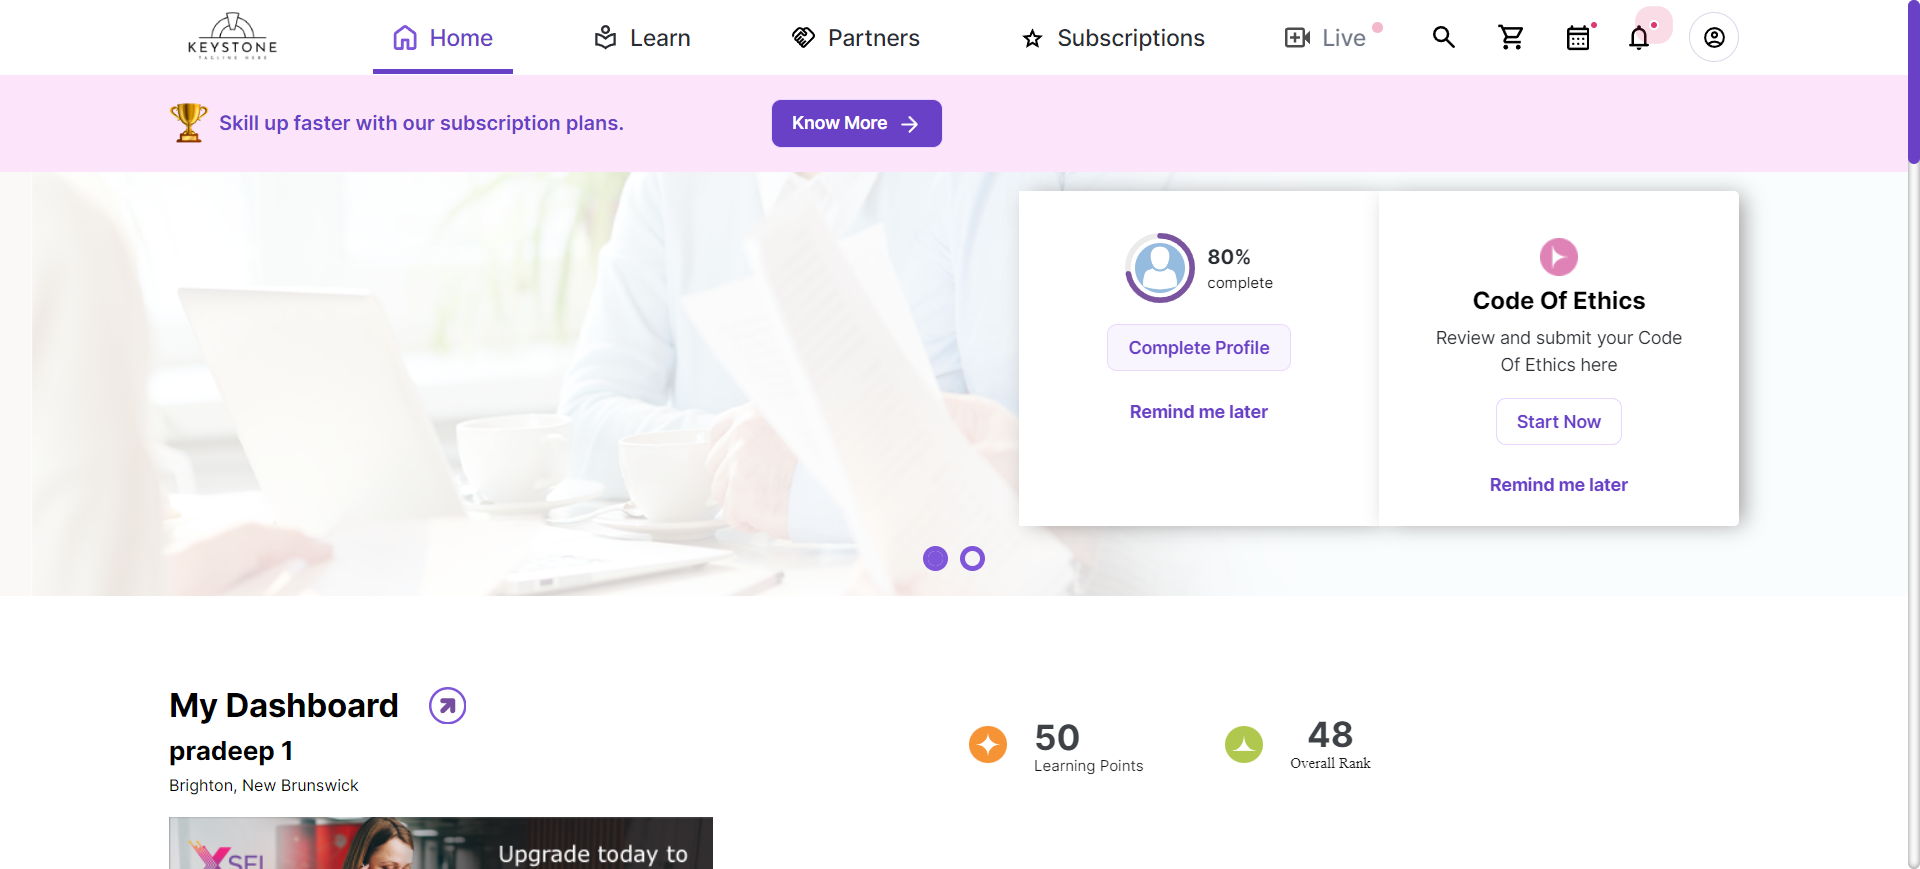 KEYSTONE
TAGLINE HERE
Home
Learn
Partners
Subscriptions
Live
Skill up faster with our subscription plans.
Know More
80%
complete
Complete Profile
Remind me later
Code Of Ethics
Review and submit your Code
Of Ethics here
Start Now
Remind me later
My Dashboard
pradeep 1
Brighton, New Brunswick
50
Learning Points
48
Overall Rank
Upgrade today to